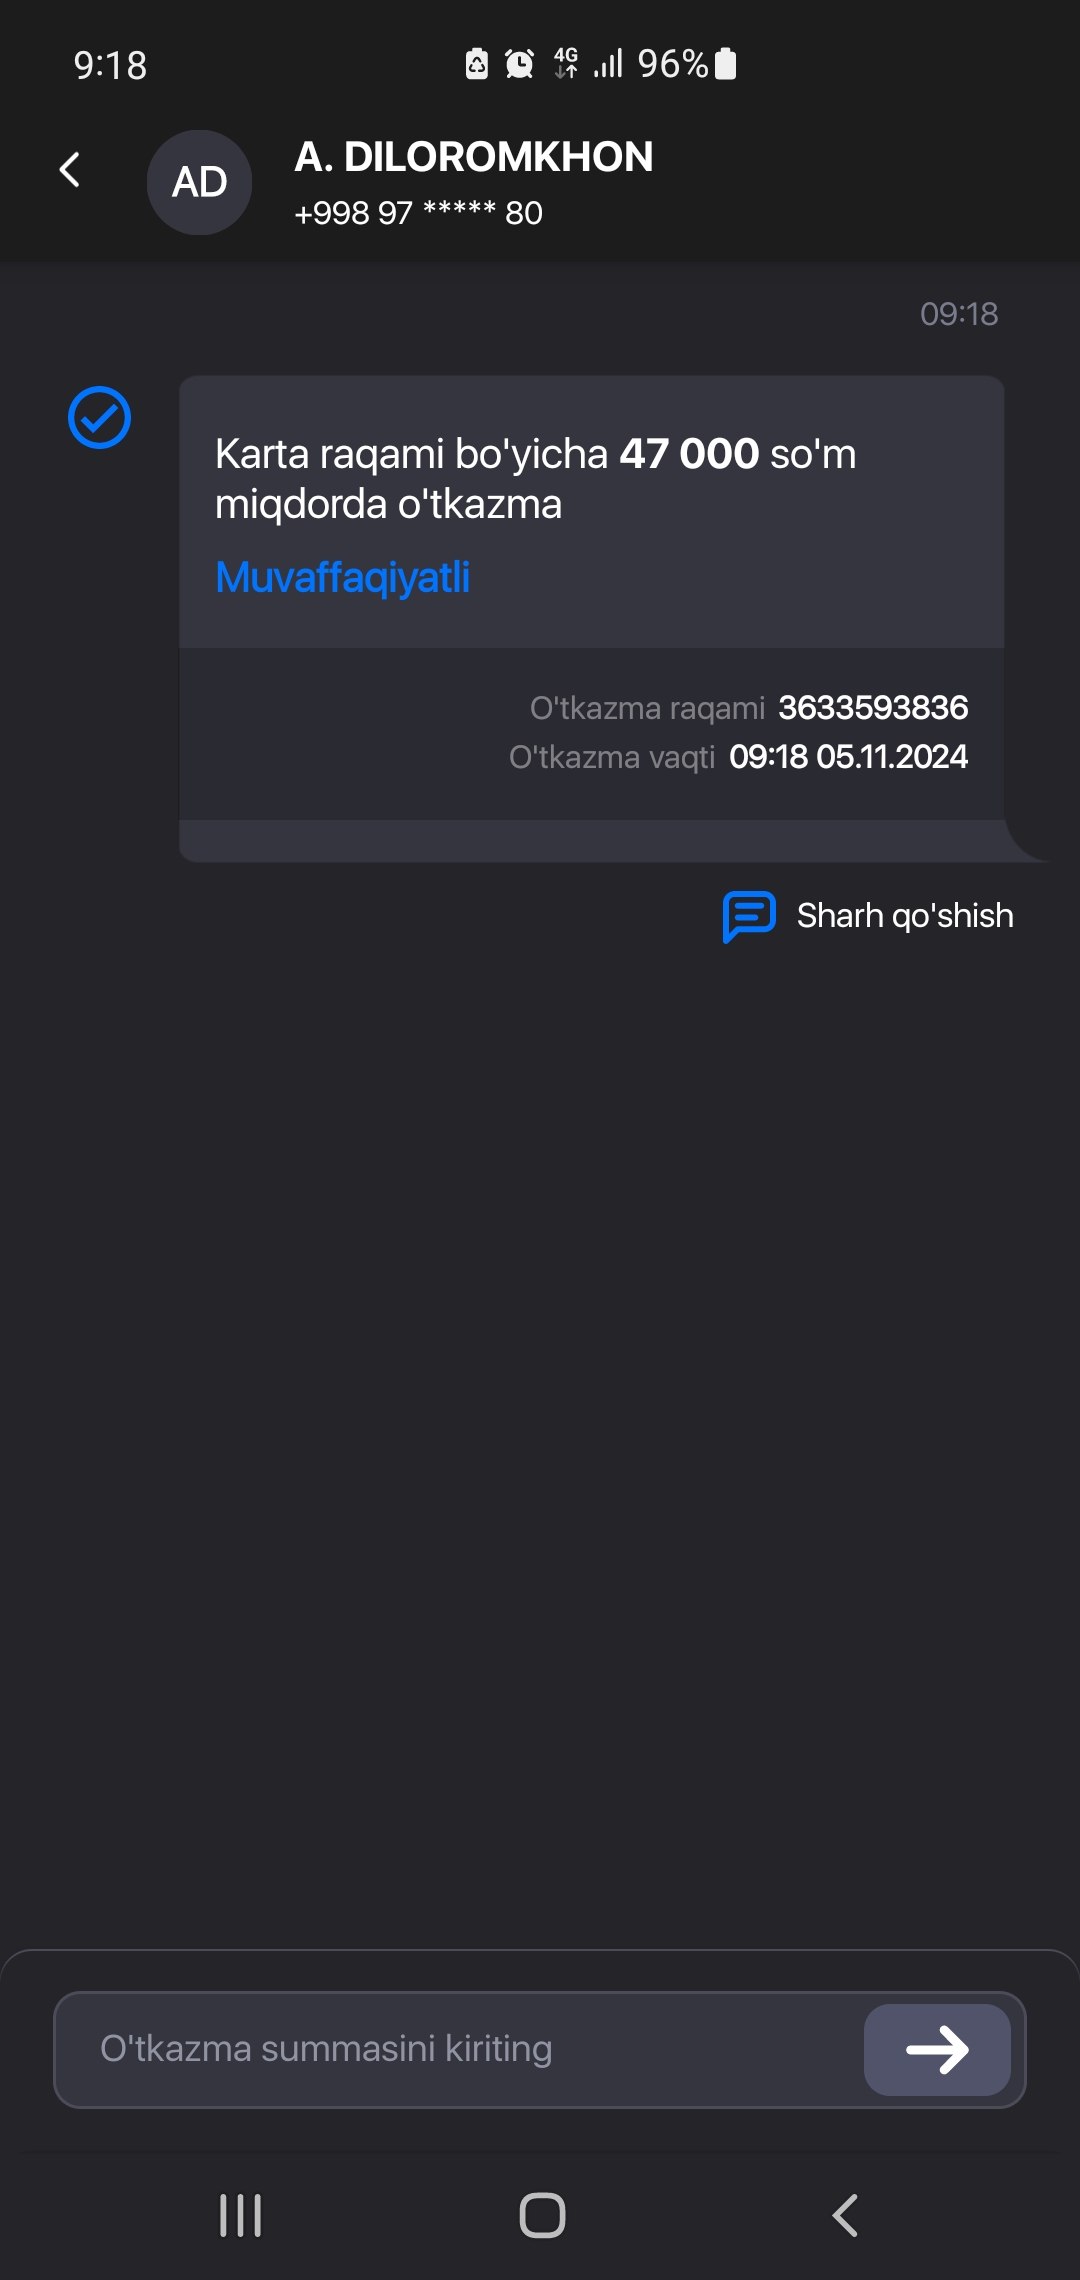 9:18
4G
96%
AD
A. DILOROMKHON
+998 97 ***** 80
09:18
Karta raqami bo'yicha 47 000 so'm
miqdorda o'tkazma
Muvaffaqiyatli
O'tkazma raqami 3633593836
O'tkazma vaqti 09:18 05.11.2024
Sharh qo'shish
O'tkazma summasini kiriting